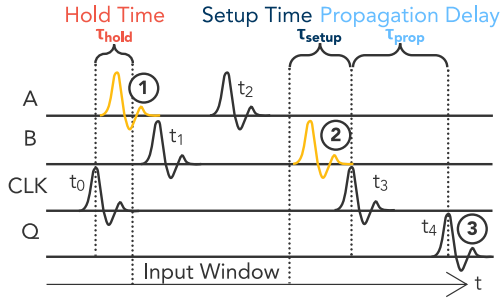 Hold Time Setup Time Propagation Delay
τhold τsetup τprop
A 1 t2
B t1 2
CLK t0 t3
Q t4 3
Input Window t